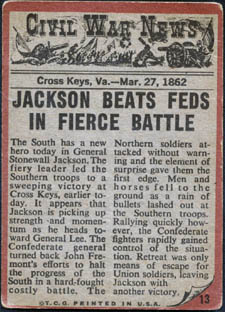 CIVIL WAR NEWS
Cross Keys, Va.—Mar. 27, 1862
JACKSON BEATS FEDS
IN FIERCE BATTLE
The South has a new
hero today in General
Stonewall Jackson. The
fiery leader led the
Southern troops to a
sweeping victory at
Cross Keys, earlier to-
day. It appears that
Jackson is picking up
strength and momen-
tum as he heads to-
ward General Lee. The
Confederate general
turned back John Fre-
mont's efforts to halt
the progress of the
South in a hard-fought
costly battle. The
Northern soldiers at-
tacked without warn-
ing and the element of
surprise gave them the
first edge. Men and
horses fell to the
ground as a rain of
bullets lashed out at
the Southern troops.
Rallying quickly how-
ever, the Confederate
fighters rapidly gained
control of the situa-
tion. Retreat was only
means of escape for
Union soldiers, leaving
Jackson with
another victory.
©T.C.G. PRINTED IN U.S.A.
13